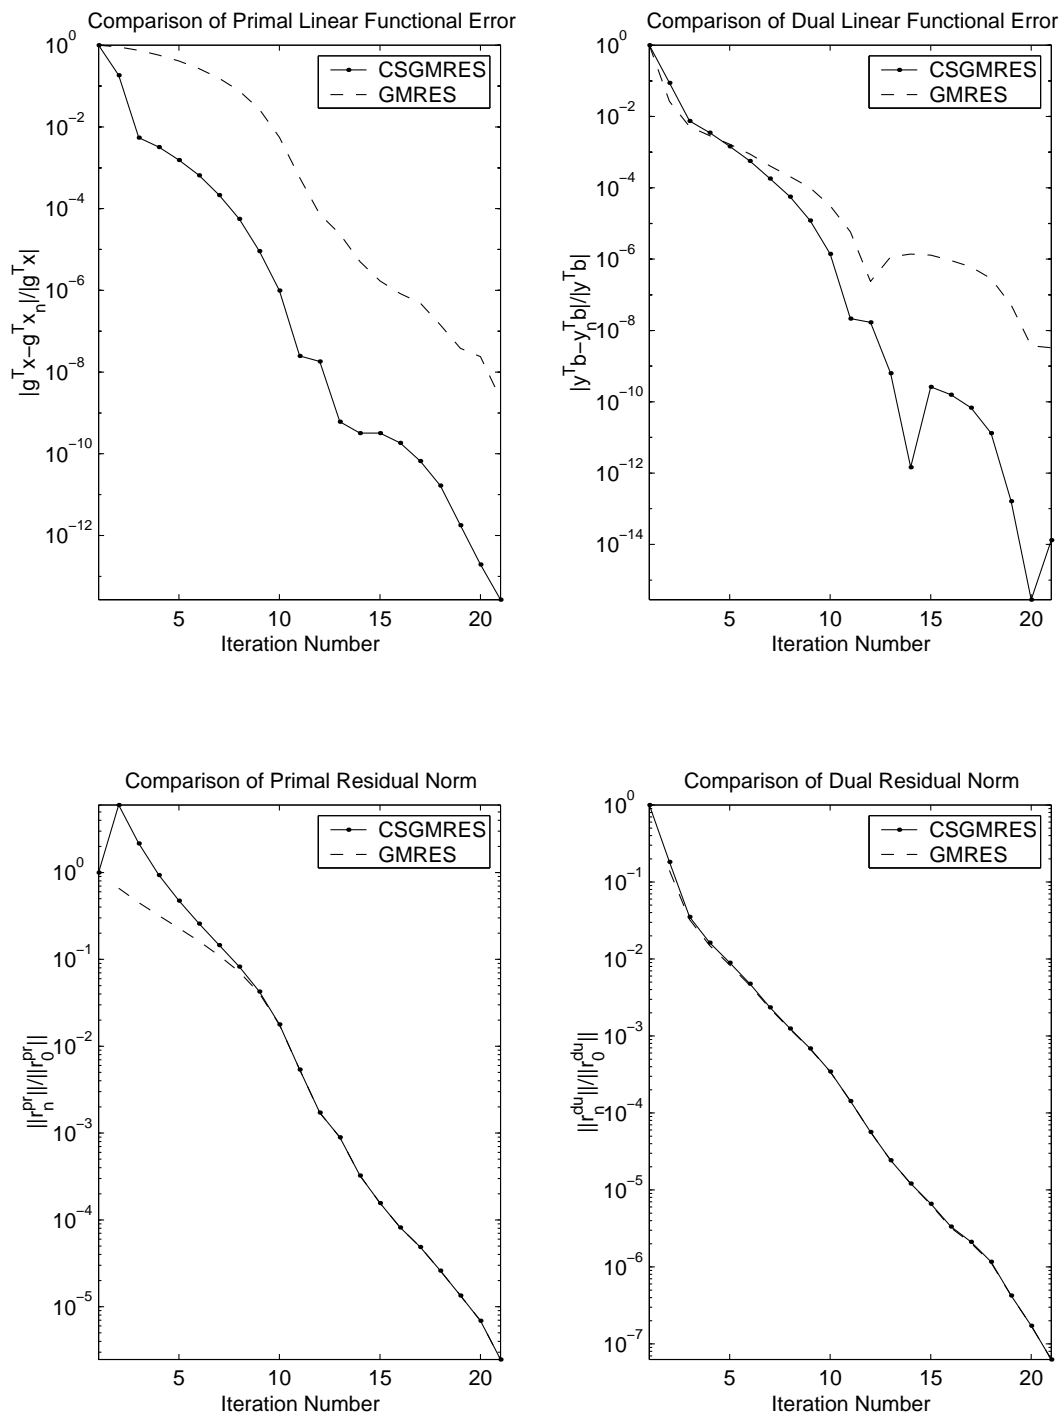 Comparison of Primal Linear Functional Error
10^0
10^−2
10^−4
10^−6
10^−8
10^−10
10^−12
|g^T x−g^T x_n|/|g^T x|
CSGMRES
GMRES
5 10 15 20
Iteration Number
Comparison of Dual Linear Functional Error
10^0
10^−2
10^−4
10^−6
10^−8
10^−10
10^−12
10^−14
|y^T b−y_n^T b|/|y^T b|
CSGMRES
GMRES
5 10 15 20
Iteration Number
Comparison of Primal Residual Norm
10^0
10^−1
10^−2
10^−3
10^−4
10^−5
||r_n^pr||/||r_0^pr||
CSGMRES
GMRES
5 10 15 20
Iteration Number
Comparison of Dual Residual Norm
10^0
10^−1
10^−2
10^−3
10^−4
10^−5
10^−6
10^−7
||r_n^du||/||r_0^du||
CSGMRES
GMRES
5 10 15 20
Iteration Number